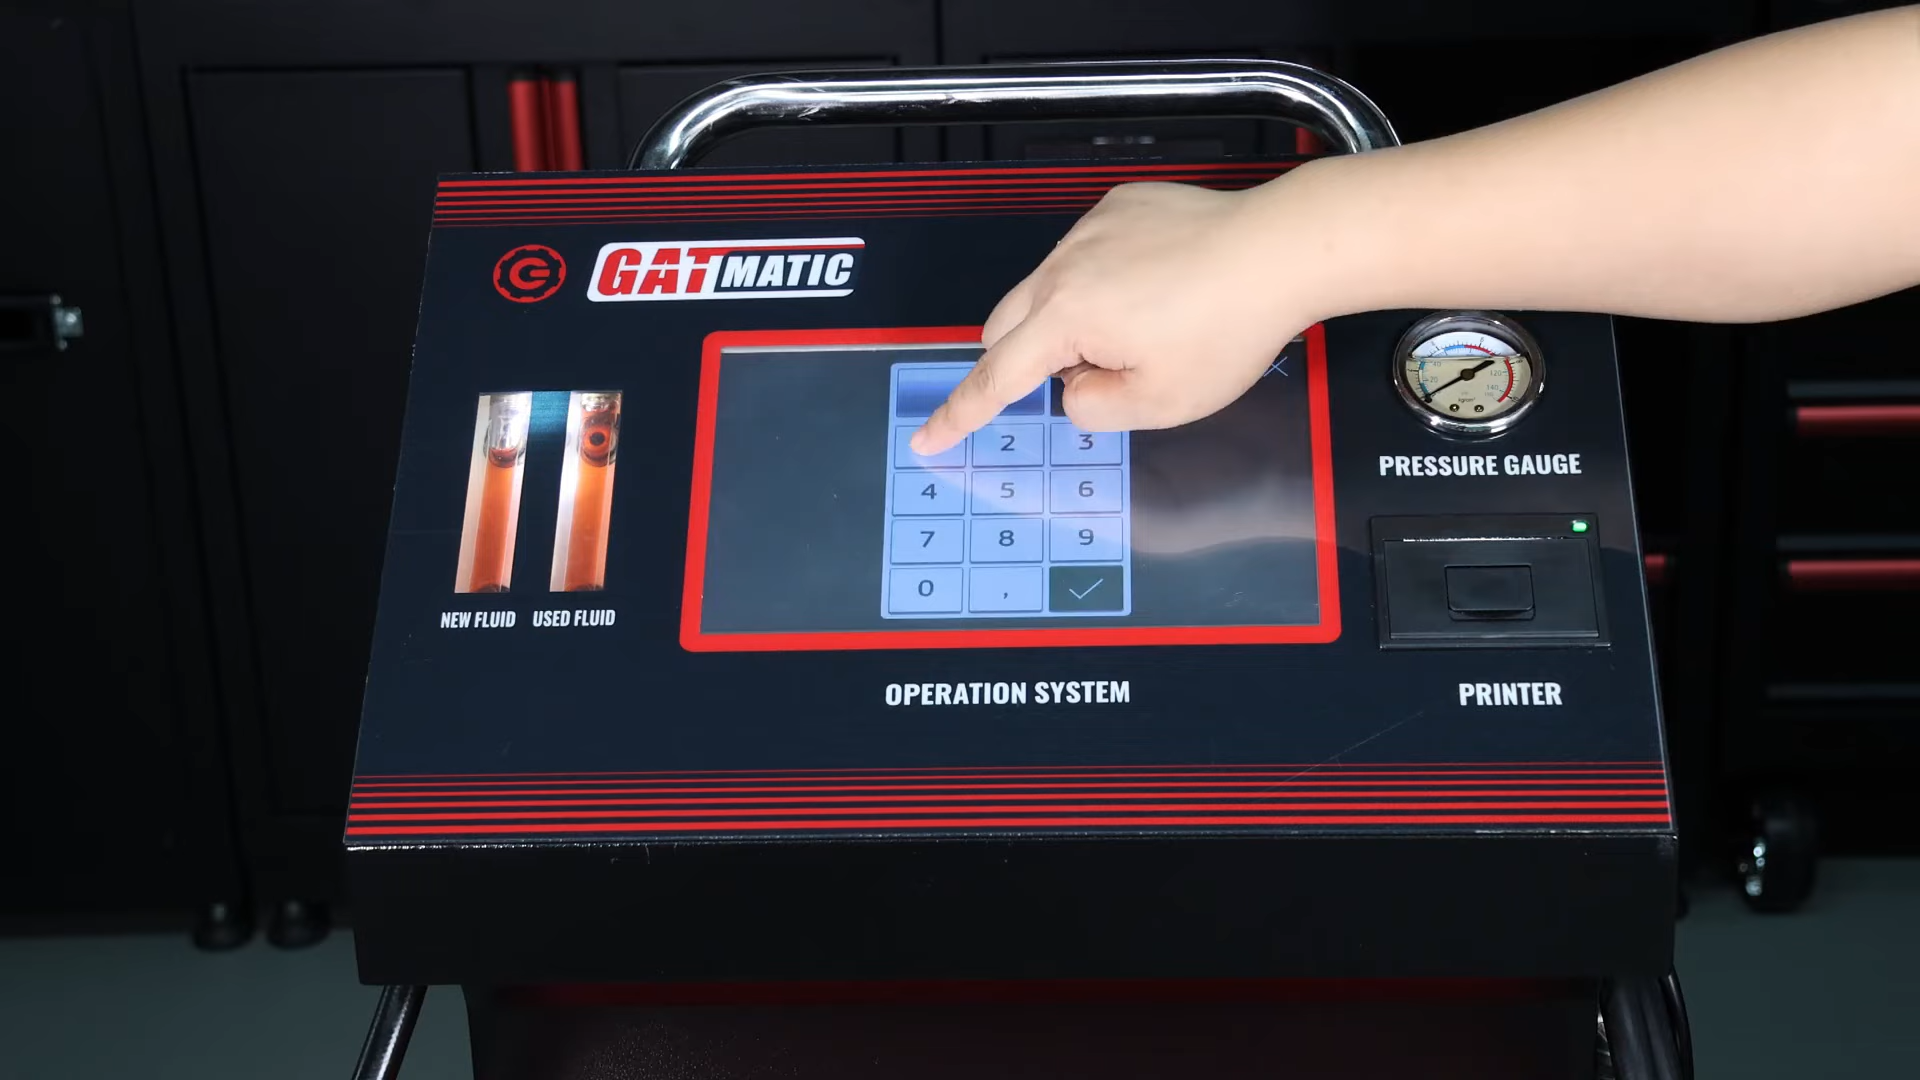 GATMATIC
2 3
4 5 6
7 8 9
0 ,
NEW FLUID USED FLUID
OPERATION SYSTEM
PRESSURE GAUGE
PRINTER